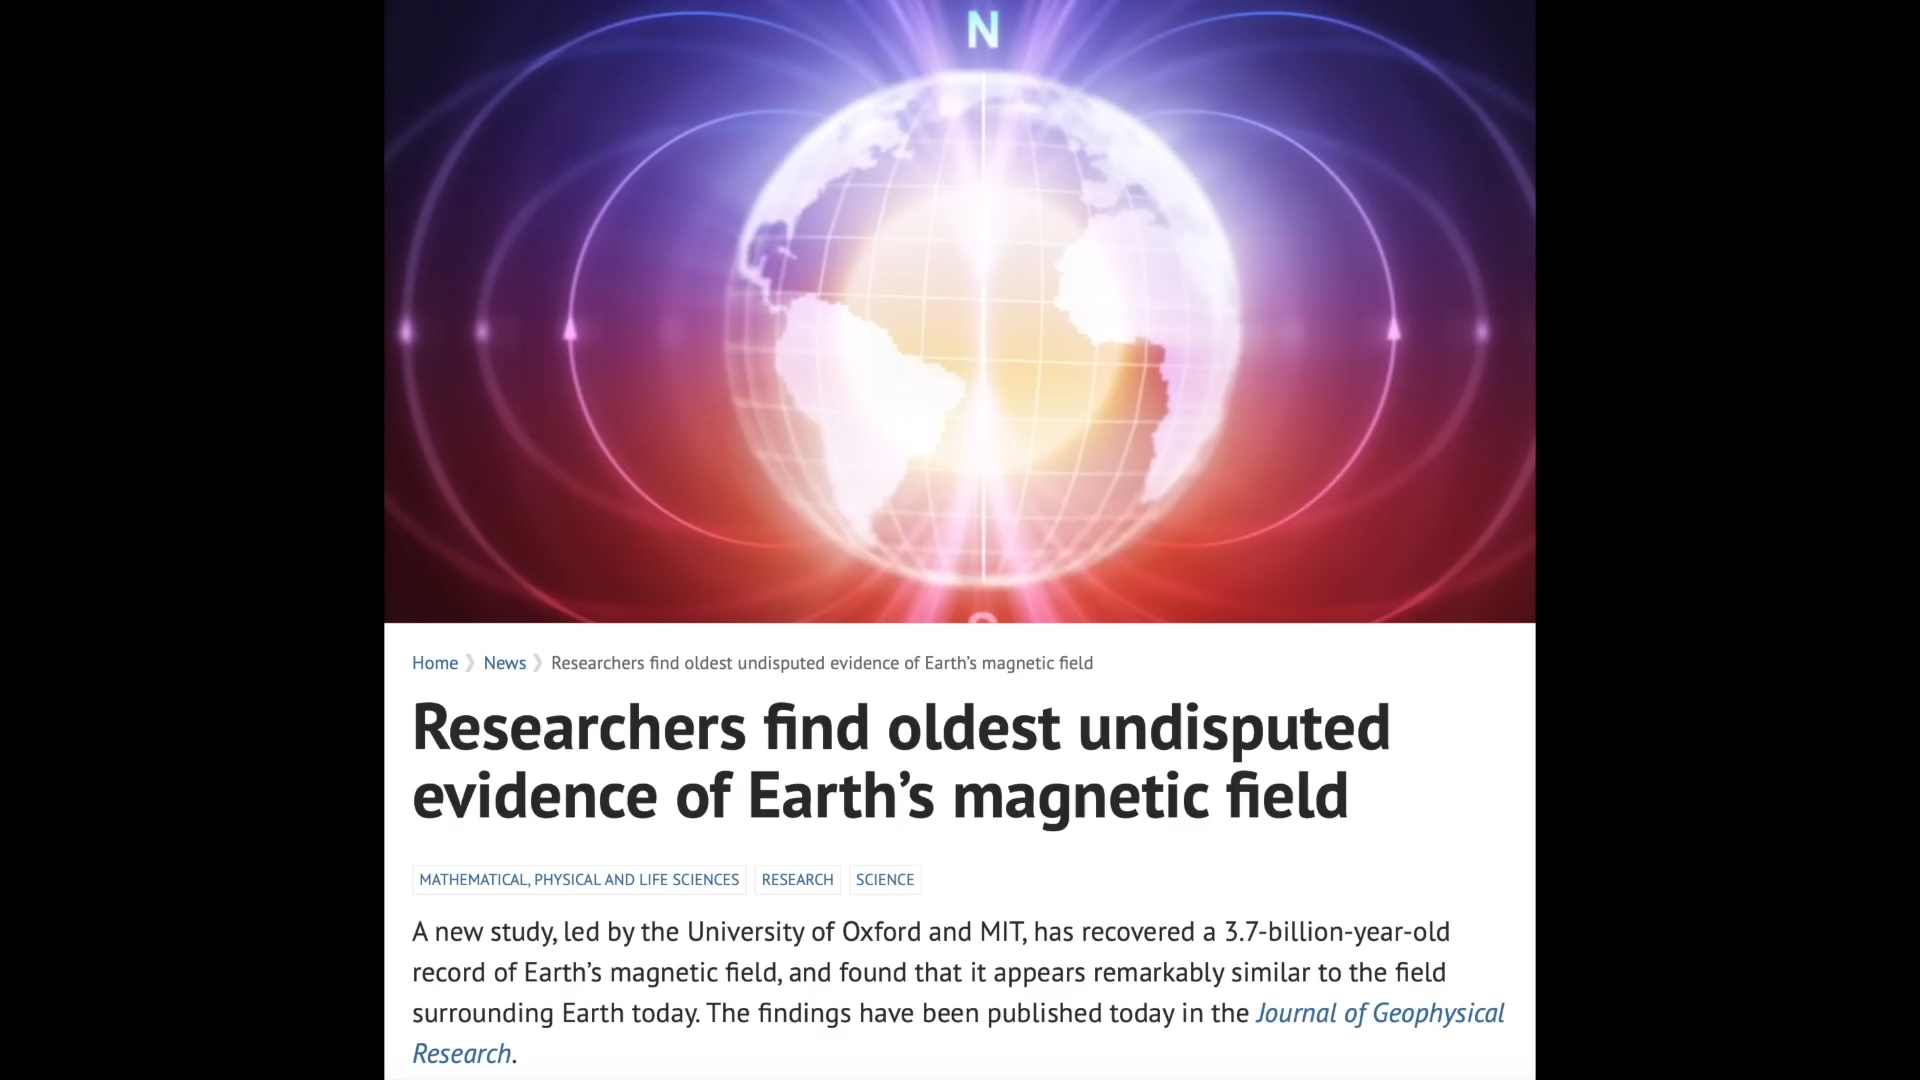 N
Home 》 News 》 Researchers find oldest undisputed evidence of Earth’s magnetic field
Researchers find oldest undisputed
evidence of Earth’s magnetic field
MATHEMATICAL, PHYSICAL AND LIFE SCIENCES RESEARCH SCIENCE
A new study, led by the University of Oxford and MIT, has recovered a 3.7-billion-year-old
record of Earth’s magnetic field, and found that it appears remarkably similar to the field
surrounding Earth today. The findings have been published today in the Journal of Geophysical
Research.